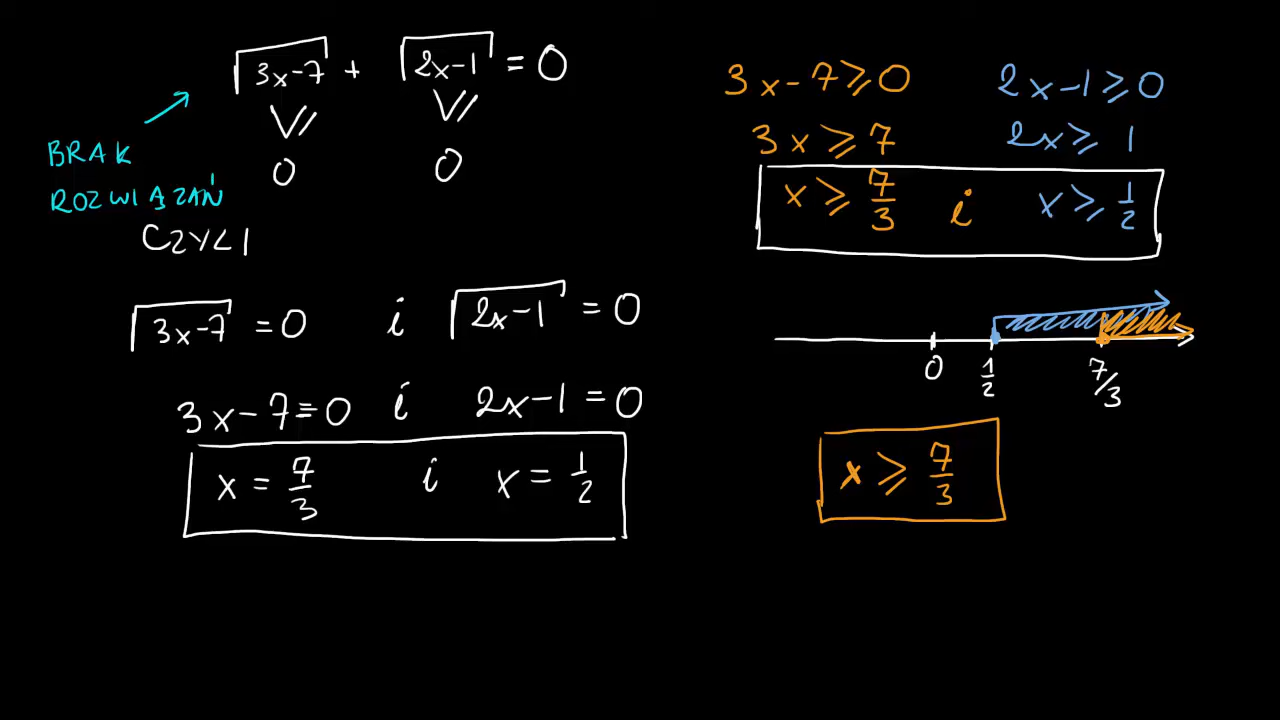 √(3x-7) + √(2x-1) = 0
⩾ ⩾
0 0
BRAK
ROZWIĄZAŃ
CZYLI
√(3x-7) = 0 i √(2x-1) = 0
3x-7=0 i 2x-1=0
x = 7/3 i x = 1/2
3x-7⩾0 2x-1⩾0
3x⩾7 2x⩾1
x⩾7/3 i x⩾1/2
0 1/2 7/3
x⩾7/3